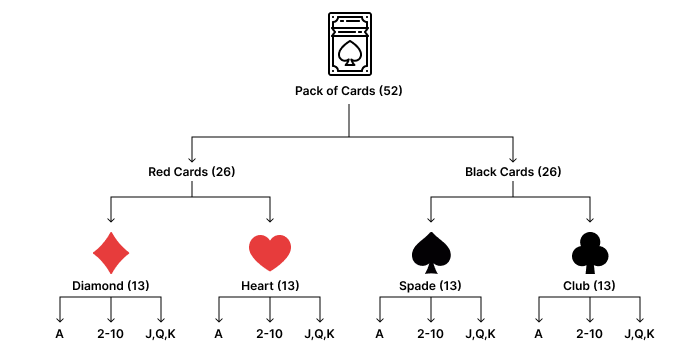 Pack of Cards (52)
Red Cards (26)
Black Cards (26)
Diamond (13)
Heart (13)
Spade (13)
Club (13)
A
2-10
J,Q,K
A
2-10
J,Q,K
A
2-10
J,Q,K
A
2-10
J,Q,K